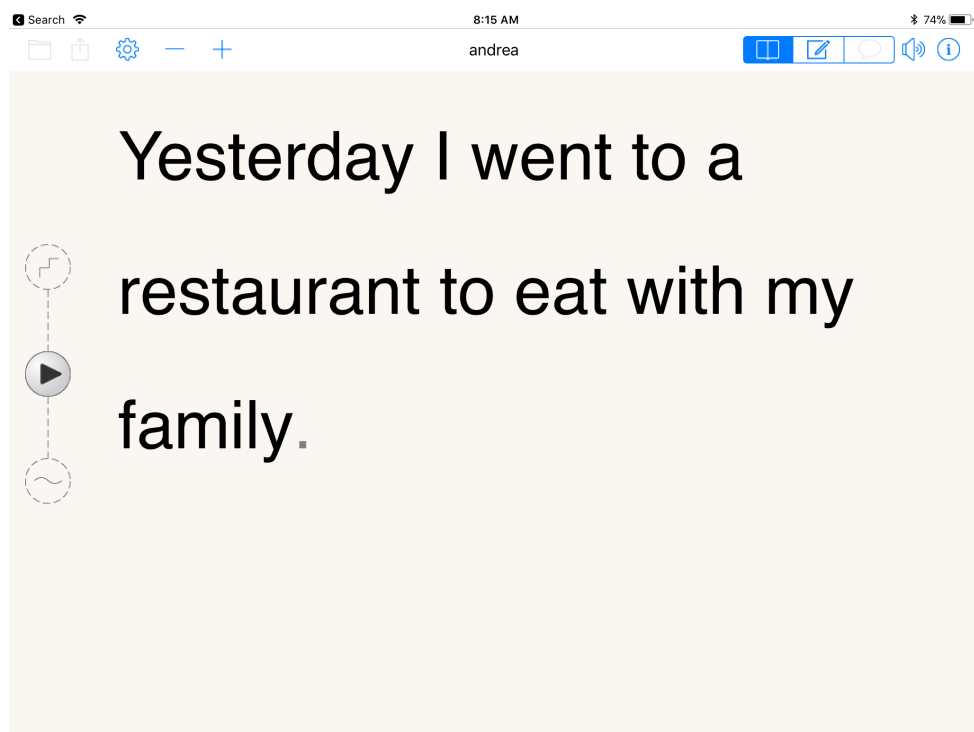 Search
8:15 AM
74%
andrea
Yesterday I went to a
restaurant to eat with my
family.